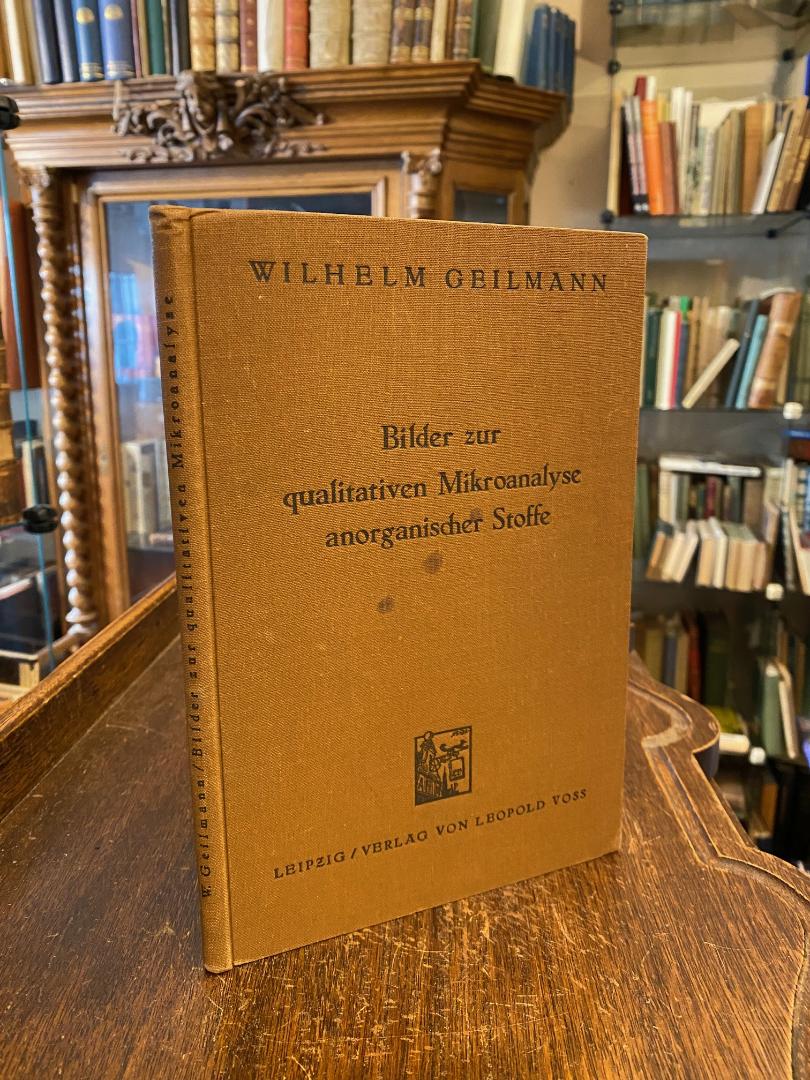 WILHELM GEILMANN
Bilder zur
qualitativen Mikroanalyse
anorganischer Stoffe
LEIPZIG / VERLAG VON LEOPOLD VOSS
W. Geilmann / Bilder zur qualitativen Mikroanalyse